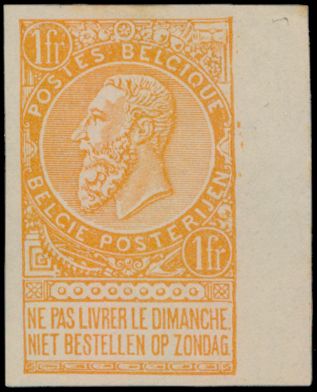 1fr
POSTES BELGIQUE
BELGIE POSTERIJEN
1fr
NE PAS LIVRER LE DIMANCHE.
NIET BESTELLEN OP ZONDAG